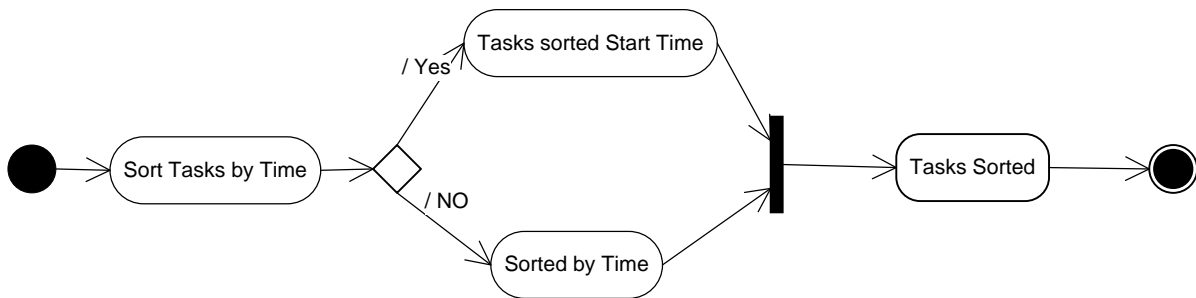 Tasks sorted Start Time
/ Yes
Sort Tasks by Time
/ NO
Sorted by Time
Tasks Sorted